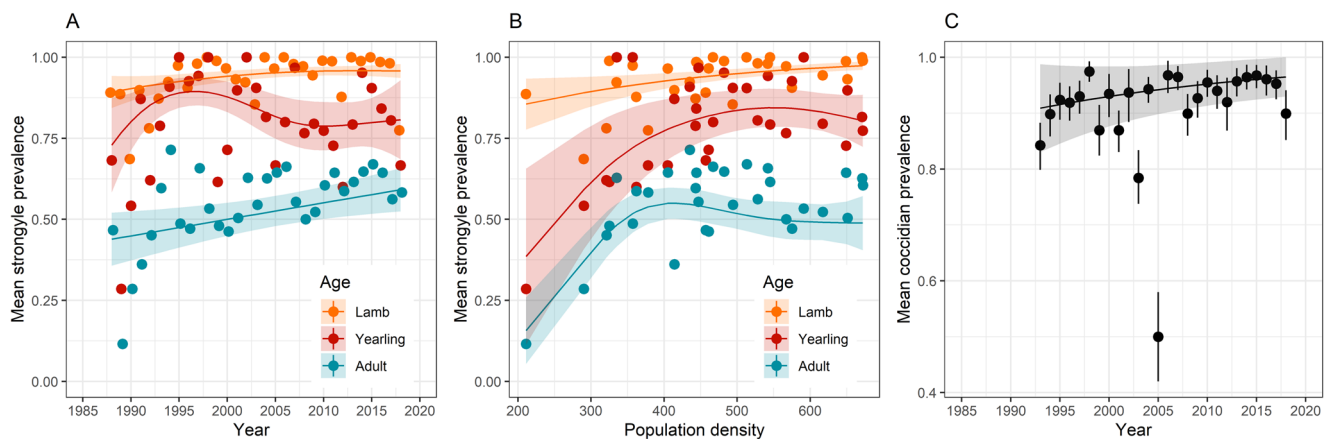 A
Mean strongyle prevalence
1.00
0.75
0.50
0.25
0.00
Age
Lamb
Yearling
Adult
1985 1990 1995 2000 2005 2010 2015 2020
Year
B
Mean strongyle prevalence
1.00
0.75
0.50
0.25
0.00
Age
Lamb
Yearling
Adult
200 300 400 500 600
Population density
C
Mean coccidian prevalence
1.0
0.8
0.6
0.4
1985 1990 1995 2000 2005 2010 2015 2020
Year